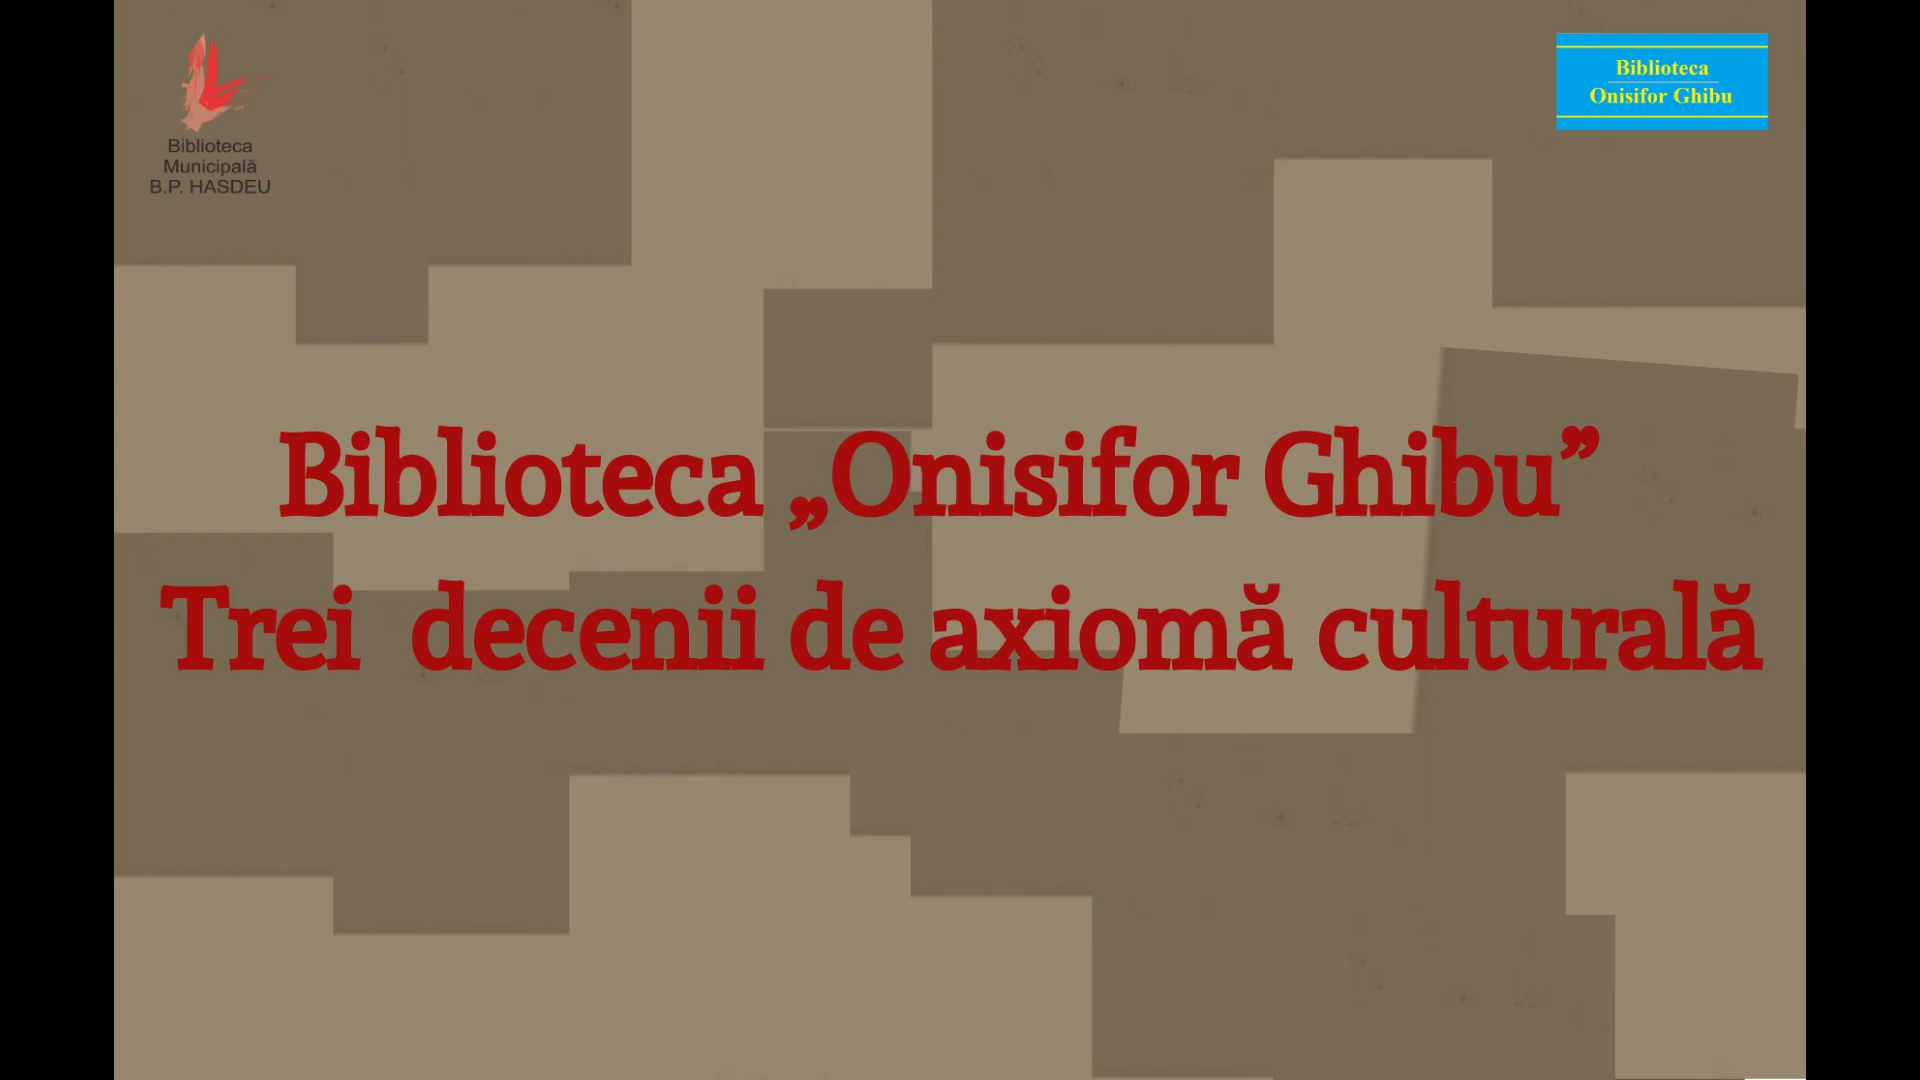 Biblioteca
Municipală
B.P. HASDEU
Biblioteca
Onisifor Ghibu
Biblioteca „Onisifor Ghibu”
Trei decenii de axiomă culturală